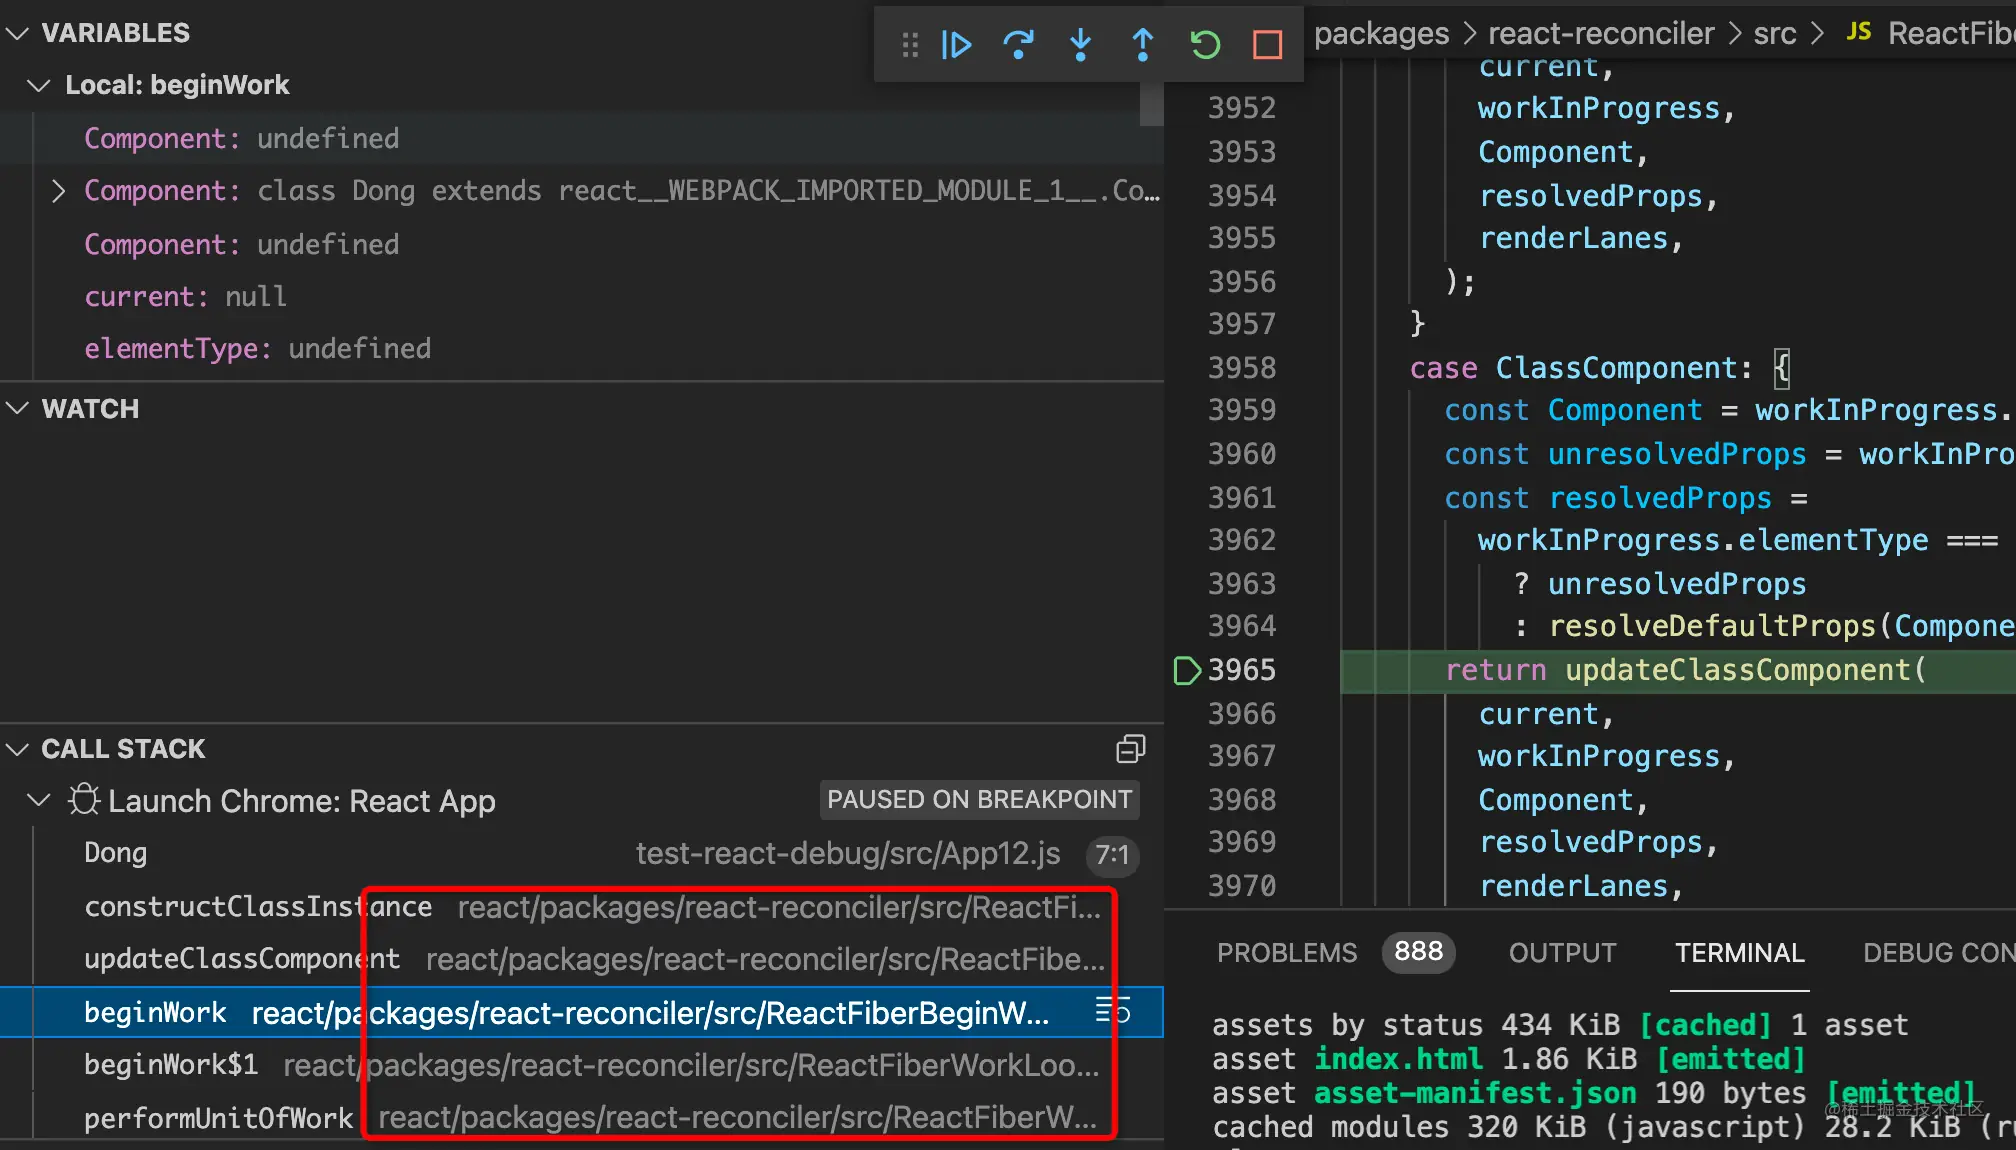 VARIABLES
Local: beginWork
Component: undefined
Component: class Dong extends react__WEBPACK_IMPORTED_MODULE_1__.Co…
Component: undefined
current: null
elementType: undefined
WATCH
CALL STACK
Launch Chrome: React App
PAUSED ON BREAKPOINT
Dong test-react-debug/src/App12.js 7:1
constructClassInstance react/packages/react-reconciler/src/ReactFi...
updateClassComponent react/packages/react-reconciler/src/ReactFibe...
beginWork react/packages/react-reconciler/src/ReactFiberBeginW...
beginWork$1 react/packages/react-reconciler/src/ReactFiberWorkLoo...
performUnitOfWork react/packages/react-reconciler/src/ReactFiberW...
packages > react-reconciler > src > JS ReactFib
current,
3952 workInProgress,
3953 Component,
3954 resolvedProps,
3955 renderLanes,
3956 );
3957 }
3958 case ClassComponent: {
3959 const Component = workInProgress.
3960 const unresolvedProps = workInPro
3961 const resolvedProps =
3962 workInProgress.elementType ===
3963 ? unresolvedProps
3964 : resolveDefaultProps(Compone
3965 return updateClassComponent(
3966 current,
3967 workInProgress,
3968 Component,
3969 resolvedProps,
3970 renderLanes,
PROBLEMS 888 OUTPUT TERMINAL DEBUG CON
assets by status 434 KiB [cached] 1 asset
asset index.html 1.86 KiB [emitted]
asset asset-manifest.json 190 bytes [emitted]
cached modules 320 KiB (javascript) 28.2 KiB (ru
@稀土掘金技术社区